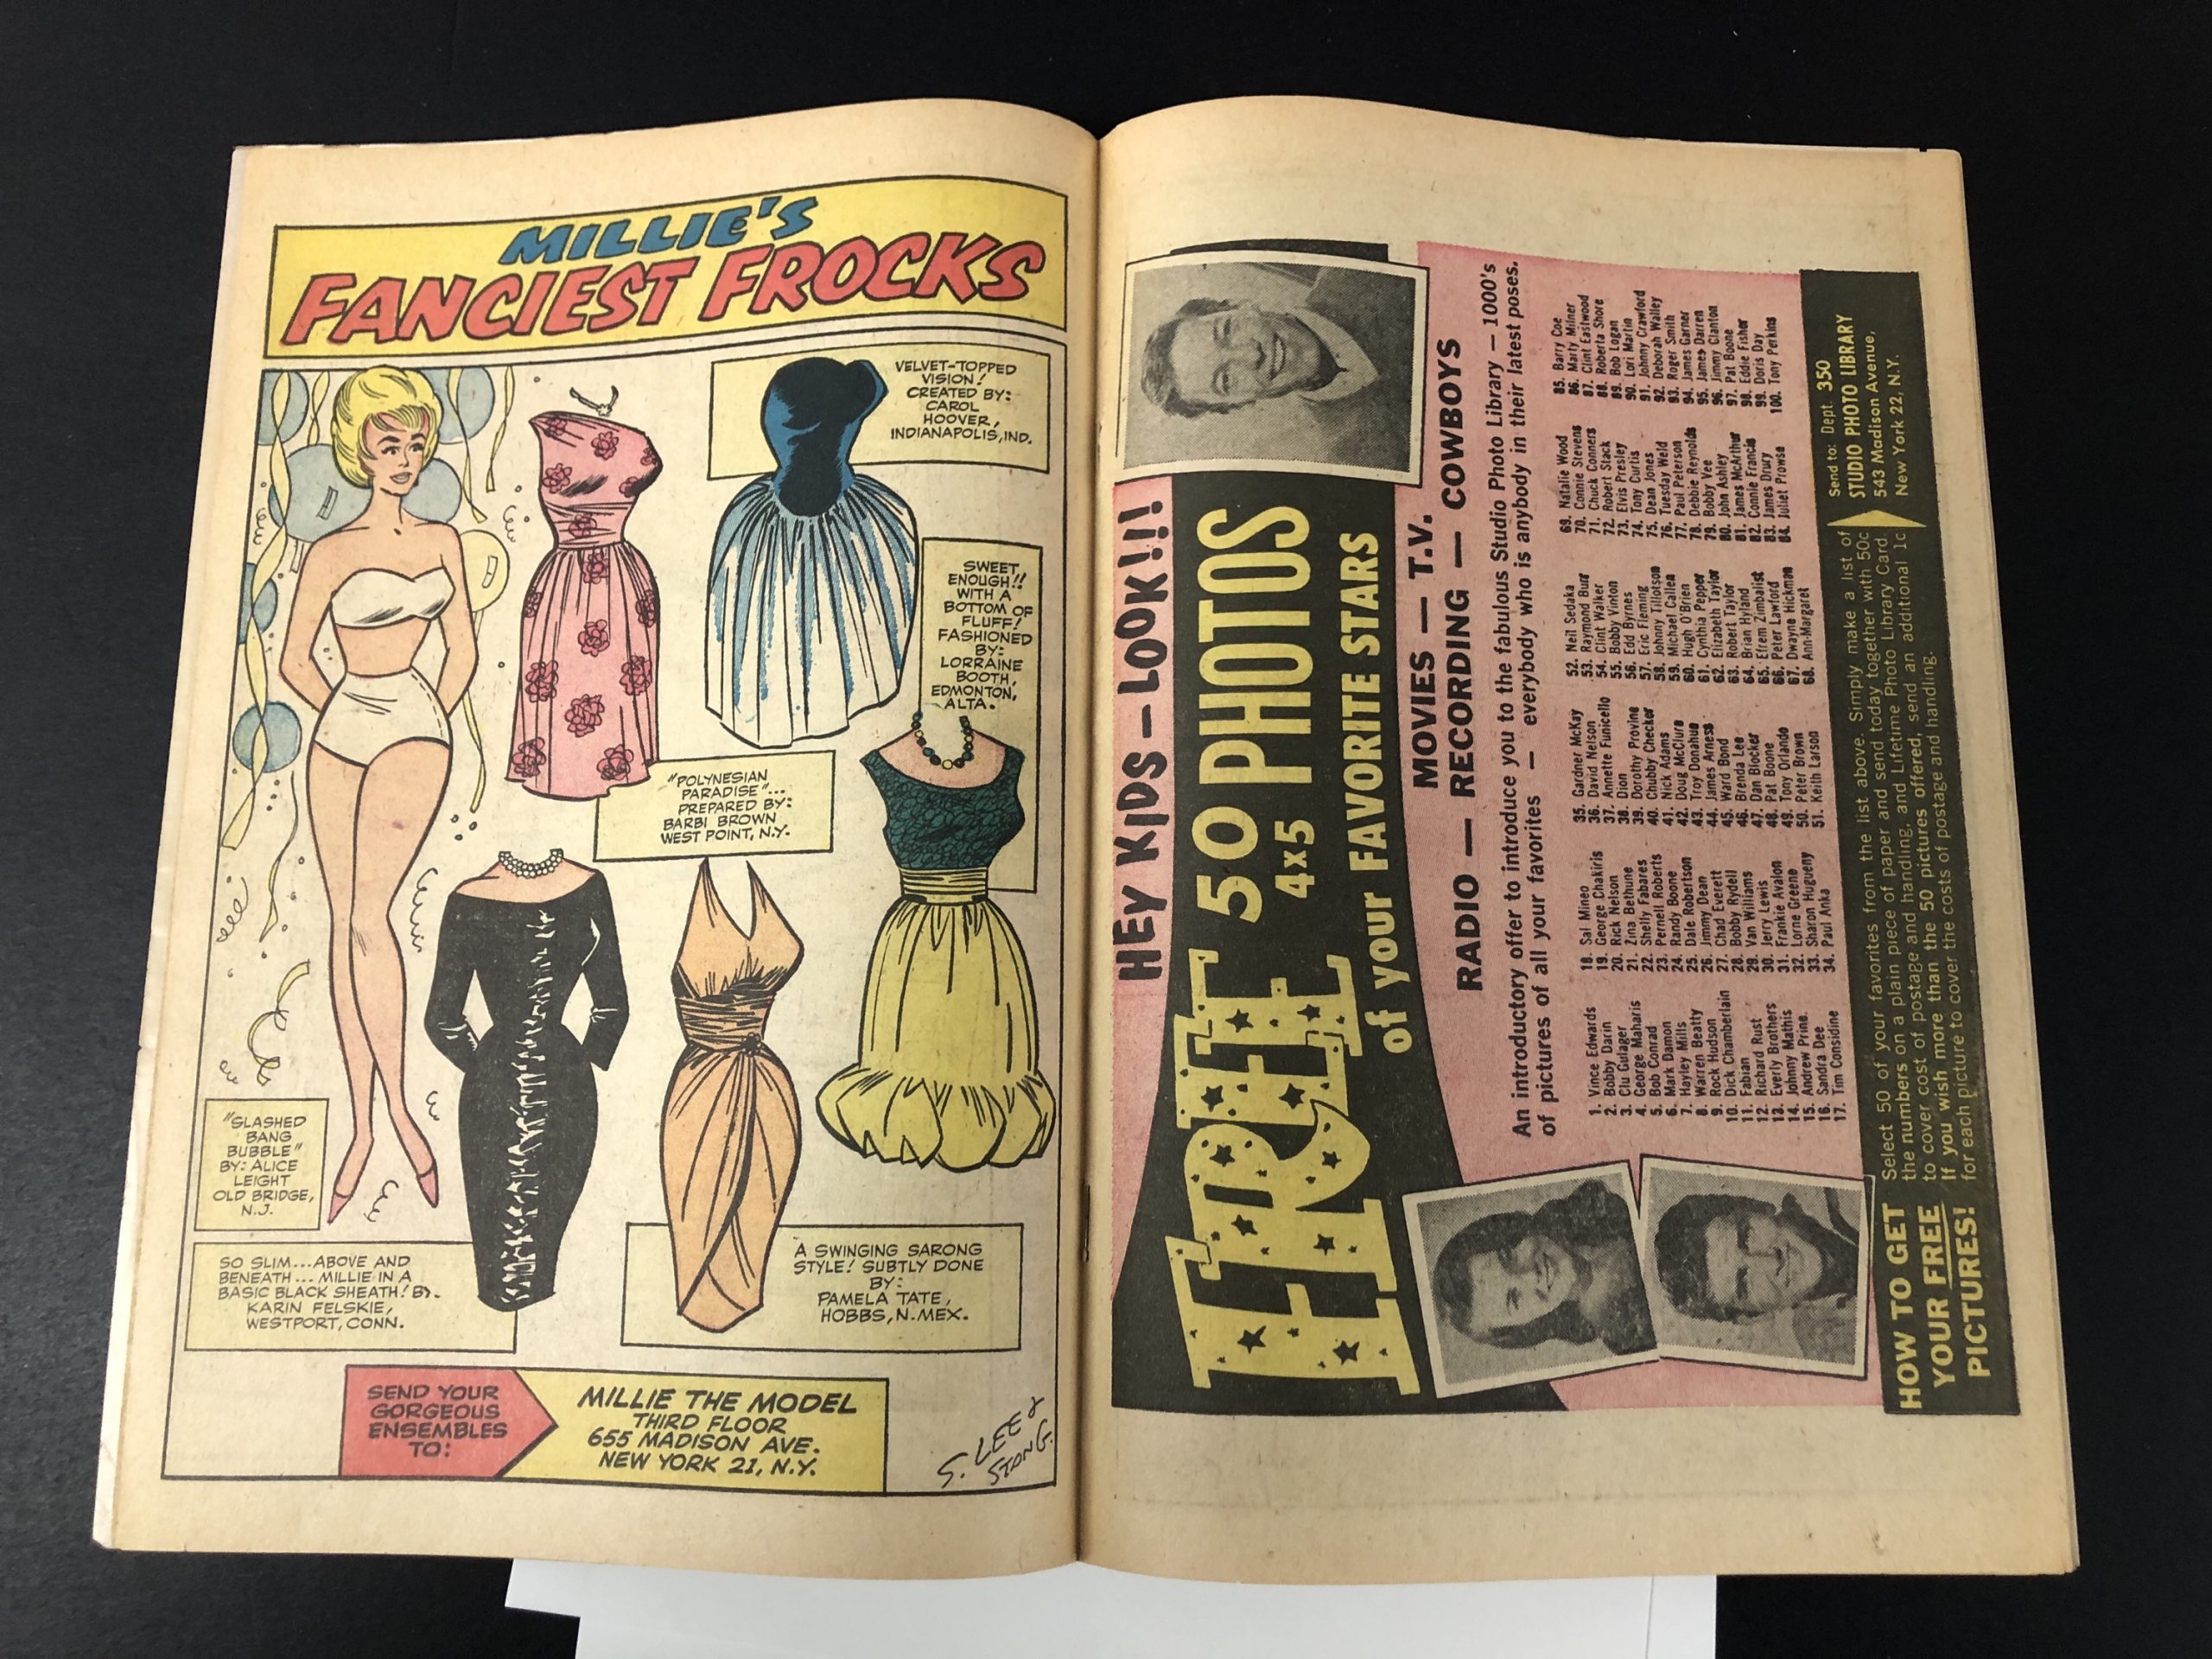 MILLIE'S
FANCIEST FROCKS
VELVET-TOPPED
VISION!
CREATED BY:
CAROL
HOOVER,
INDIANAPOLIS, IND.
SWEET
ENOUGH!!
WITH A
BOTTOM OF
FLUFF!
FASHIONED
BY:
LORRAINE
BOOTH,
EDMONTON,
ALTA.
"POLYNESIAN
PARADISE"...
PREPARED BY:
BARBI BROWN
WEST POINT, N.Y.
"SLASHED
BANG
BUBBLE"
BY: ALICE
LEIGHT
OLD BRIDGE,
N.J.
SO SLIM...ABOVE AND
BENEATH... MILLIE IN A
BASIC BLACK SHEATH! BY.
KARIN FELSKIE,
WESTPORT, CONN.
A SWINGING SARONG
STYLE! SUBTLY DONE
BY:
PAMELA TATE,
HOBBS, N.MEX.
SEND YOUR
GORGEOUS
ENSEMBLES
TO:
MILLIE THE MODEL
THIRD FLOOR
655 MADISON AVE.
NEW YORK 21, N.Y.
S. LEE &
STAN G.
HEY KIDS — LOOK!!!
FREE 50 PHOTOS
4x5
of your FAVORITE STARS
MOVIES — T.V.
RADIO — RECORDING — COWBOYS
An introductory offer to introduce you to the fabulous Studio Photo Library — 1000's
of pictures of all your favorites — everybody who is anybody in their latest poses.
1. Vince Edwards
2. Bobby Darin
3. Clu Gulager
4. George Maharis
5. Bob Conrad
6. Mark Damon
7. Hayley Mills
8. Warren Beatty
9. Rock Hudson
10. Dick Chamberlain
11. Fabian
12. Richard Rust
13. Everly Brothers
14. Johnny Mathis
15. Andrew Prine
16. Sandra Dee
17. Tim Considine
18. Sal Mineo
19. George Chakiris
20. Rick Nelson
21. Zina Bethune
22. Shelly Fabares
23. Pernell Roberts
24. Randy Boone
25. Dale Robertson
26. Jimmy Dean
27. Chad Everett
28. Bobby Rydell
29. Van Williams
30. Jerry Lewis
31. Frankie Avalon
32. Lorne Greene
33. Sharon Hugueny
34. Paul Anka
35. Gardner McKay
36. David Nelson
37. Annette Funicello
38. Dion
39. Dorothy Provine
40. Chubby Checker
41. Nick Adams
42. Doug McClure
43. Troy Donahue
44. James Arness
45. Ward Bond
46. Brenda Lee
47. Dan Blocker
48. Pat Boone
49. Tony Orlando
50. Peter Brown
51. Keith Larson
52. Neil Sedaka
53. Raymond Burr
54. Clint Walker
55. Bobby Vinton
56. Edd Byrnes
57. Eric Fleming
58. Johnny Tillotson
59. Michael Callen
60. Hugh O'Brien
61. Cynthia Pepper
62. Elizabeth Taylor
63. Robert Taylor
64. Brian Hyland
65. Efrem Zimbalist
66. Peter Lawford
67. Dwayne Hickman
68. Ann-Margaret
69. Natalie Wood
70. Connie Stevens
71. Chuck Conners
72. Robert Stack
73. Elvis Presley
74. Tony Curtis
75. Dean Jones
76. Tuesday Weld
77. Paul Peterson
78. Debbie Reynolds
79. Bobby Vee
80. John Ashley
81. James McArthur
82. Connie Francis
83. James Drury
84. Juliet Prowse
85. Barry Coe
86. Marty Milner
87. Clint Eastwood
88. Roberta Shore
89. Bob Logan
90. Lori Martin
91. Johnny Crawford
92. Deborah Walley
93. Roger Smith
94. James Garner
95. James Darren
96. Jimmy Clanton
97. Pat Boone
98. Eddie Fisher
99. Doris Day
100. Tony Perkins
HOW TO GET
YOUR FREE
PICTURES!
Select 50 of your favorites from the list above. Simply make a list of
the numbers on a plain piece of paper and send today together with 50c
to cover cost of postage and handling, and Lifetime Photo Library Card.
If you wish more than the 50 pictures offered, send an additional 1c
for each picture to cover the costs of postage and handling.
Send to: Dept. 350
STUDIO PHOTO LIBRARY
543 Madison Avenue,
New York 22, N.Y.